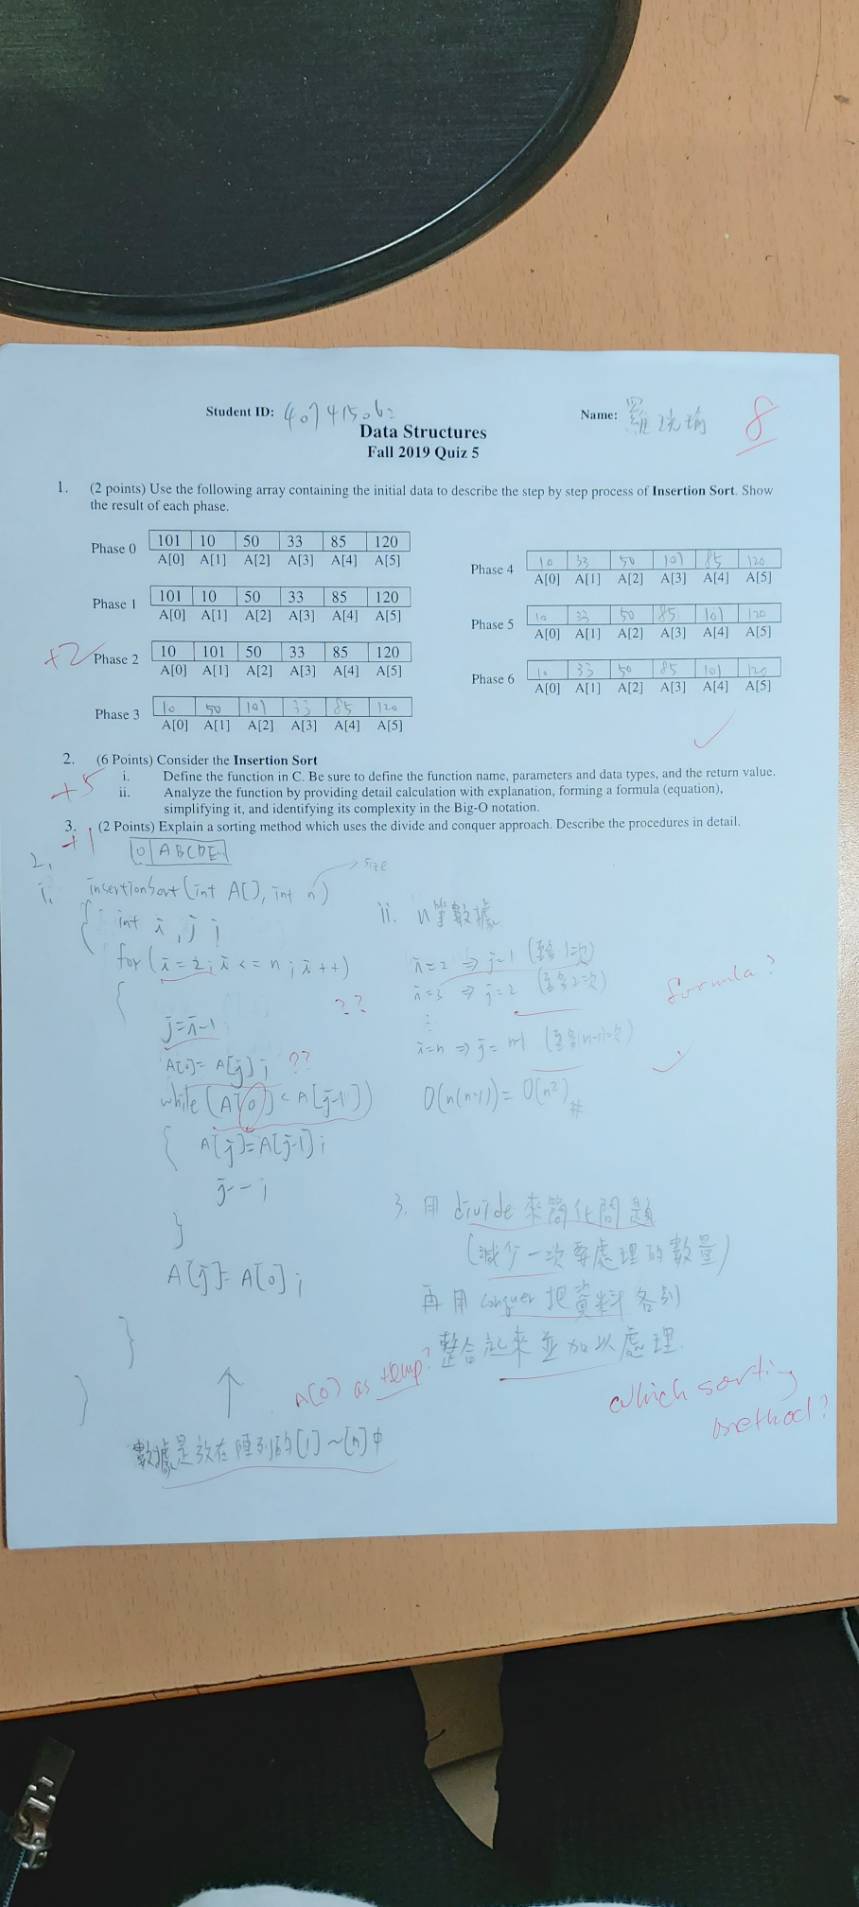 Student ID:
Name: 羅
8
Data Structures
Fall 2019 Quiz 5
1. (2 points) Use the following array containing the initial data to describe the step by step process of Insertion Sort. Show
the result of each phase.
Phase 0 101 10 50 33 85 120
A[0] A[1] A[2] A[3] A[4] A[5]
Phase 1 101 10 50 33 85 120
A[0] A[1] A[2] A[3] A[4] A[5]
+2 Phase 2 10 101 50 33 85 120
A[0] A[1] A[2] A[3] A[4] A[5]
Phase 3 10 50 101 33 85 120
A[0] A[1] A[2] A[3] A[4] A[5]
Phase 4 10 33 50 101 85 120
A[0] A[1] A[2] A[3] A[4] A[5]
Phase 5 10 33 50 85 101 120
A[0] A[1] A[2] A[3] A[4] A[5]
Phase 6 10 33 50 85 101 120
A[0] A[1] A[2] A[3] A[4] A[5]
2. (6 Points) Consider the Insertion Sort
+5
i. Define the function in C. Be sure to define the function name, parameters and data types, and the return value.
ii. Analyze the function by providing detail calculation with explanation, forming a formula (equation),
simplifying it, and identifying its complexity in the Big-O notation.
3. (2 Points) Explain a sorting method which uses the divide and conquer approach. Describe the procedures in detail.
+1
0 A B C D E
2.
i. insertionSort(int A[], int n) size
{ int i, j;
for (i=2; i<=n; i++)
{
??
j=i-1
A[0]=A[j]; ??
while (A[0]<A[j-1])
{ A[j]=A[j-1];
j--;
}
A[j]=A[0];
}
}
A[0] as temp?
數據是放在陣列的[1]~[n]中
ii. n筆數據
i=2 ⇒ j=1 (1次)
i=3 ⇒ j=2 (2次)
⋮
i=n ⇒ j=n-1
formula?
O(n(n-1))=O(n²)#
3. 用divide來簡化問題
(減少一次要處理的數量)
再用conquer把資料各別
整合起來並加以處理
which sorting
method?